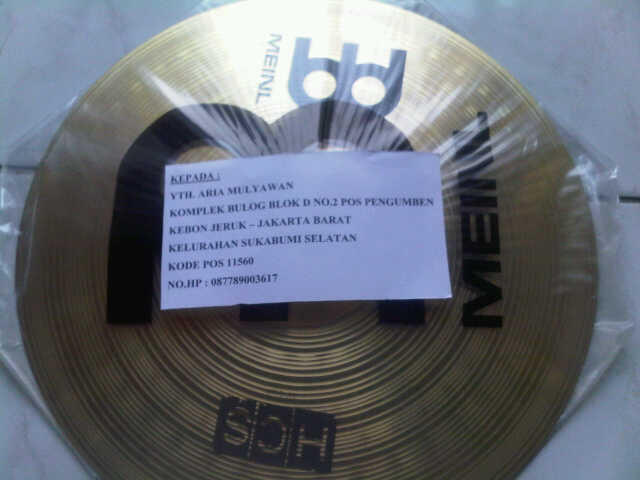 MEINL
MEINL
KEPADA :
YTH. ARIA MULYAWAN
KOMPLEK BULOG BLOK D NO.2 POS PENGUMBEN
KEBON JERUK – JAKARTA BARAT
KELURAHAN SUKABUMI SELATAN
KODE POS 11560
NO.HP : 087789003617
HCS